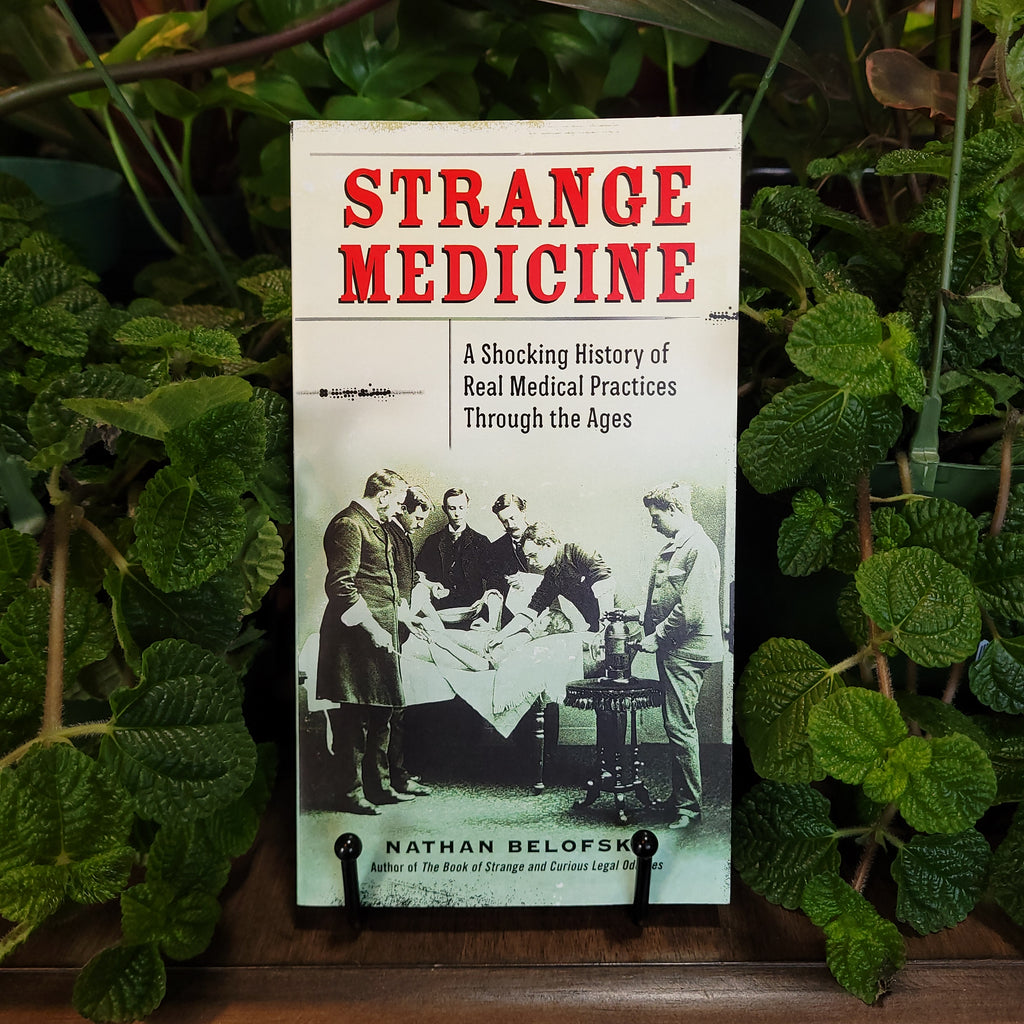 STRANGE
MEDICINE
A Shocking History of
Real Medical Practices
Through the Ages
NATHAN BELOFSK
Author of The Book of Strange and Curious Legal